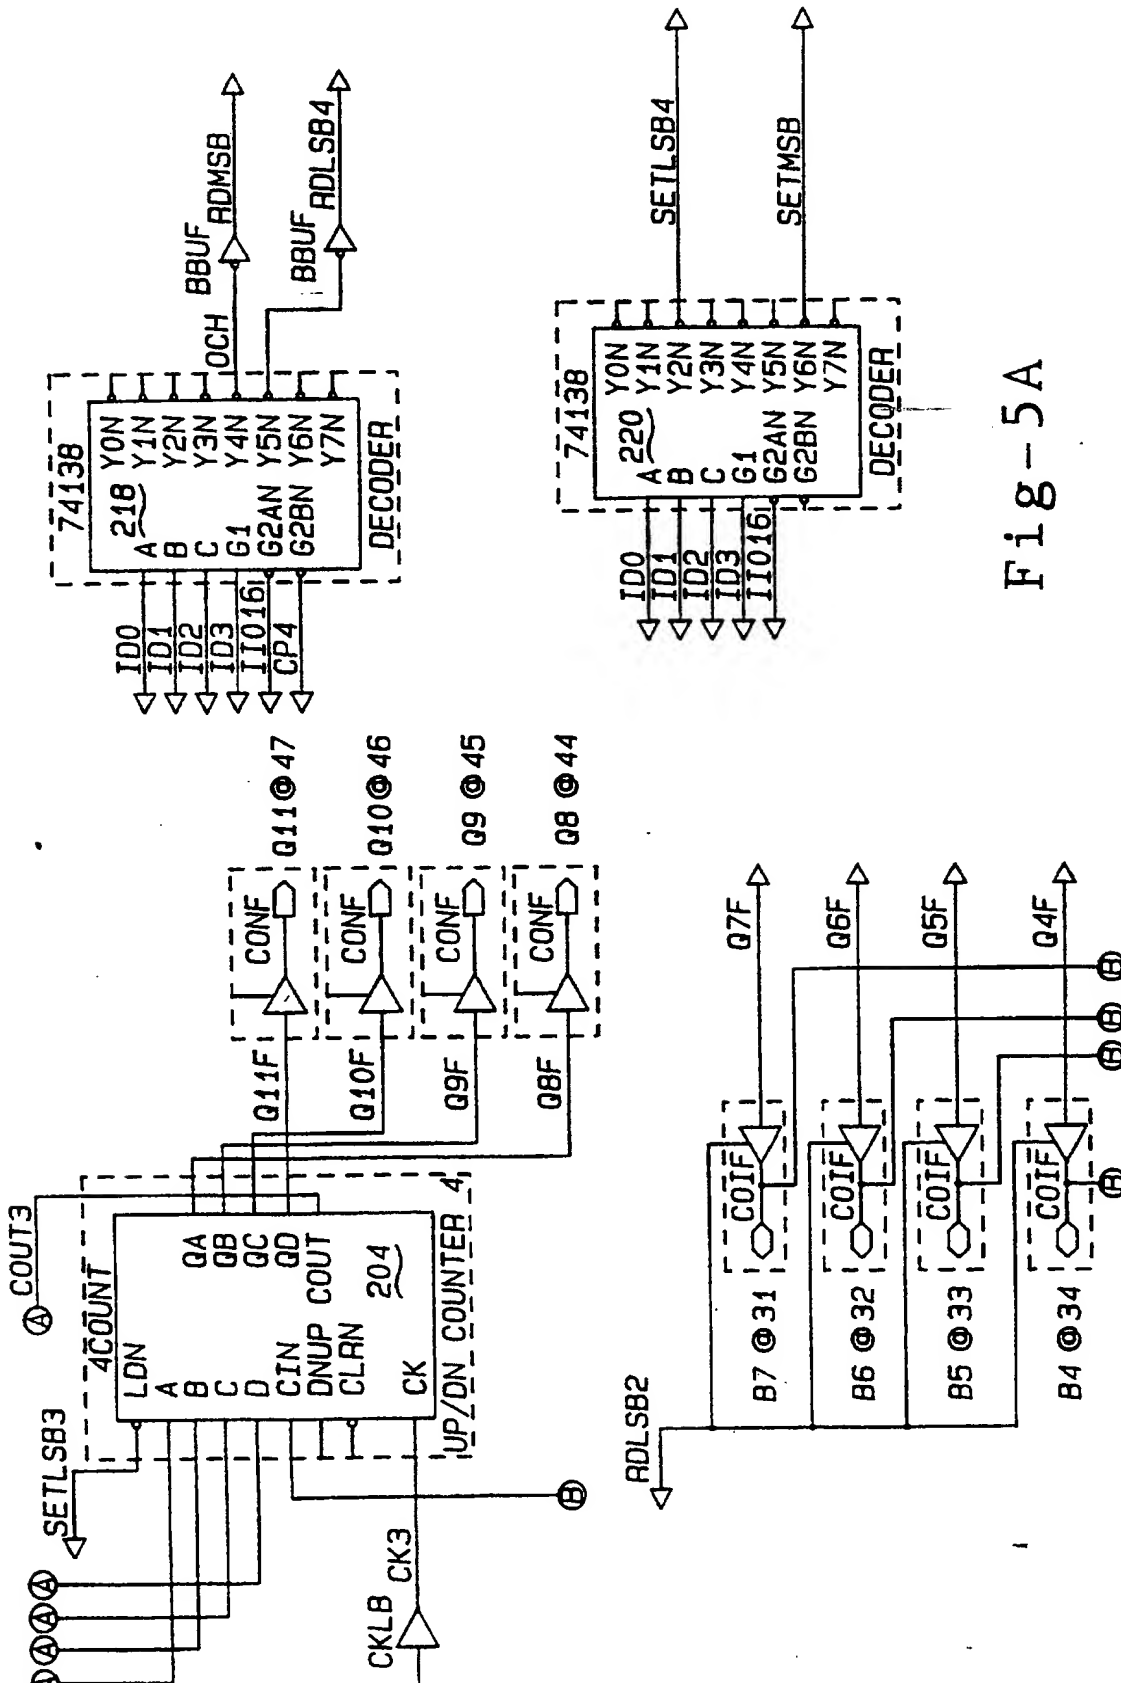 COUT3
A
SETLSB3
A
A
A
A
4COUNT
LDN
A
B
C
D
CIN
DNUP
CLRN
CK
QA
QB
QC
QD
COUT
204
UP/DN COUNTER
4
CKLB
CK3
B
Q11F
CONF
Q11@47
Q10F
CONF
Q10@46
Q9F
CONF
Q9@45
Q8F
CONF
Q8@44
RDLSB2
B7@31
COIF
Q7F
B6@32
COIF
Q6F
B5@33
COIF
Q5F
B4@34
COIF
Q4F
B
B
B
B
74138
218
ID0
ID1
ID2
ID3
IIO16
CP4
A
B
C
G1
G2AN
G2BN
Y0N
Y1N
Y2N
Y3N
Y4N
Y5N
Y6N
Y7N
DECODER
OCH
BBUF
RDMSB
BBUF
RDLSB4
74138
220
ID0
ID1
ID2
ID3
IIO16
A
B
C
G1
G2AN
G2BN
Y0N
Y1N
Y2N
Y3N
Y4N
Y5N
Y6N
Y7N
DECODER
SETLSB4
SETMSB
Fig-5A